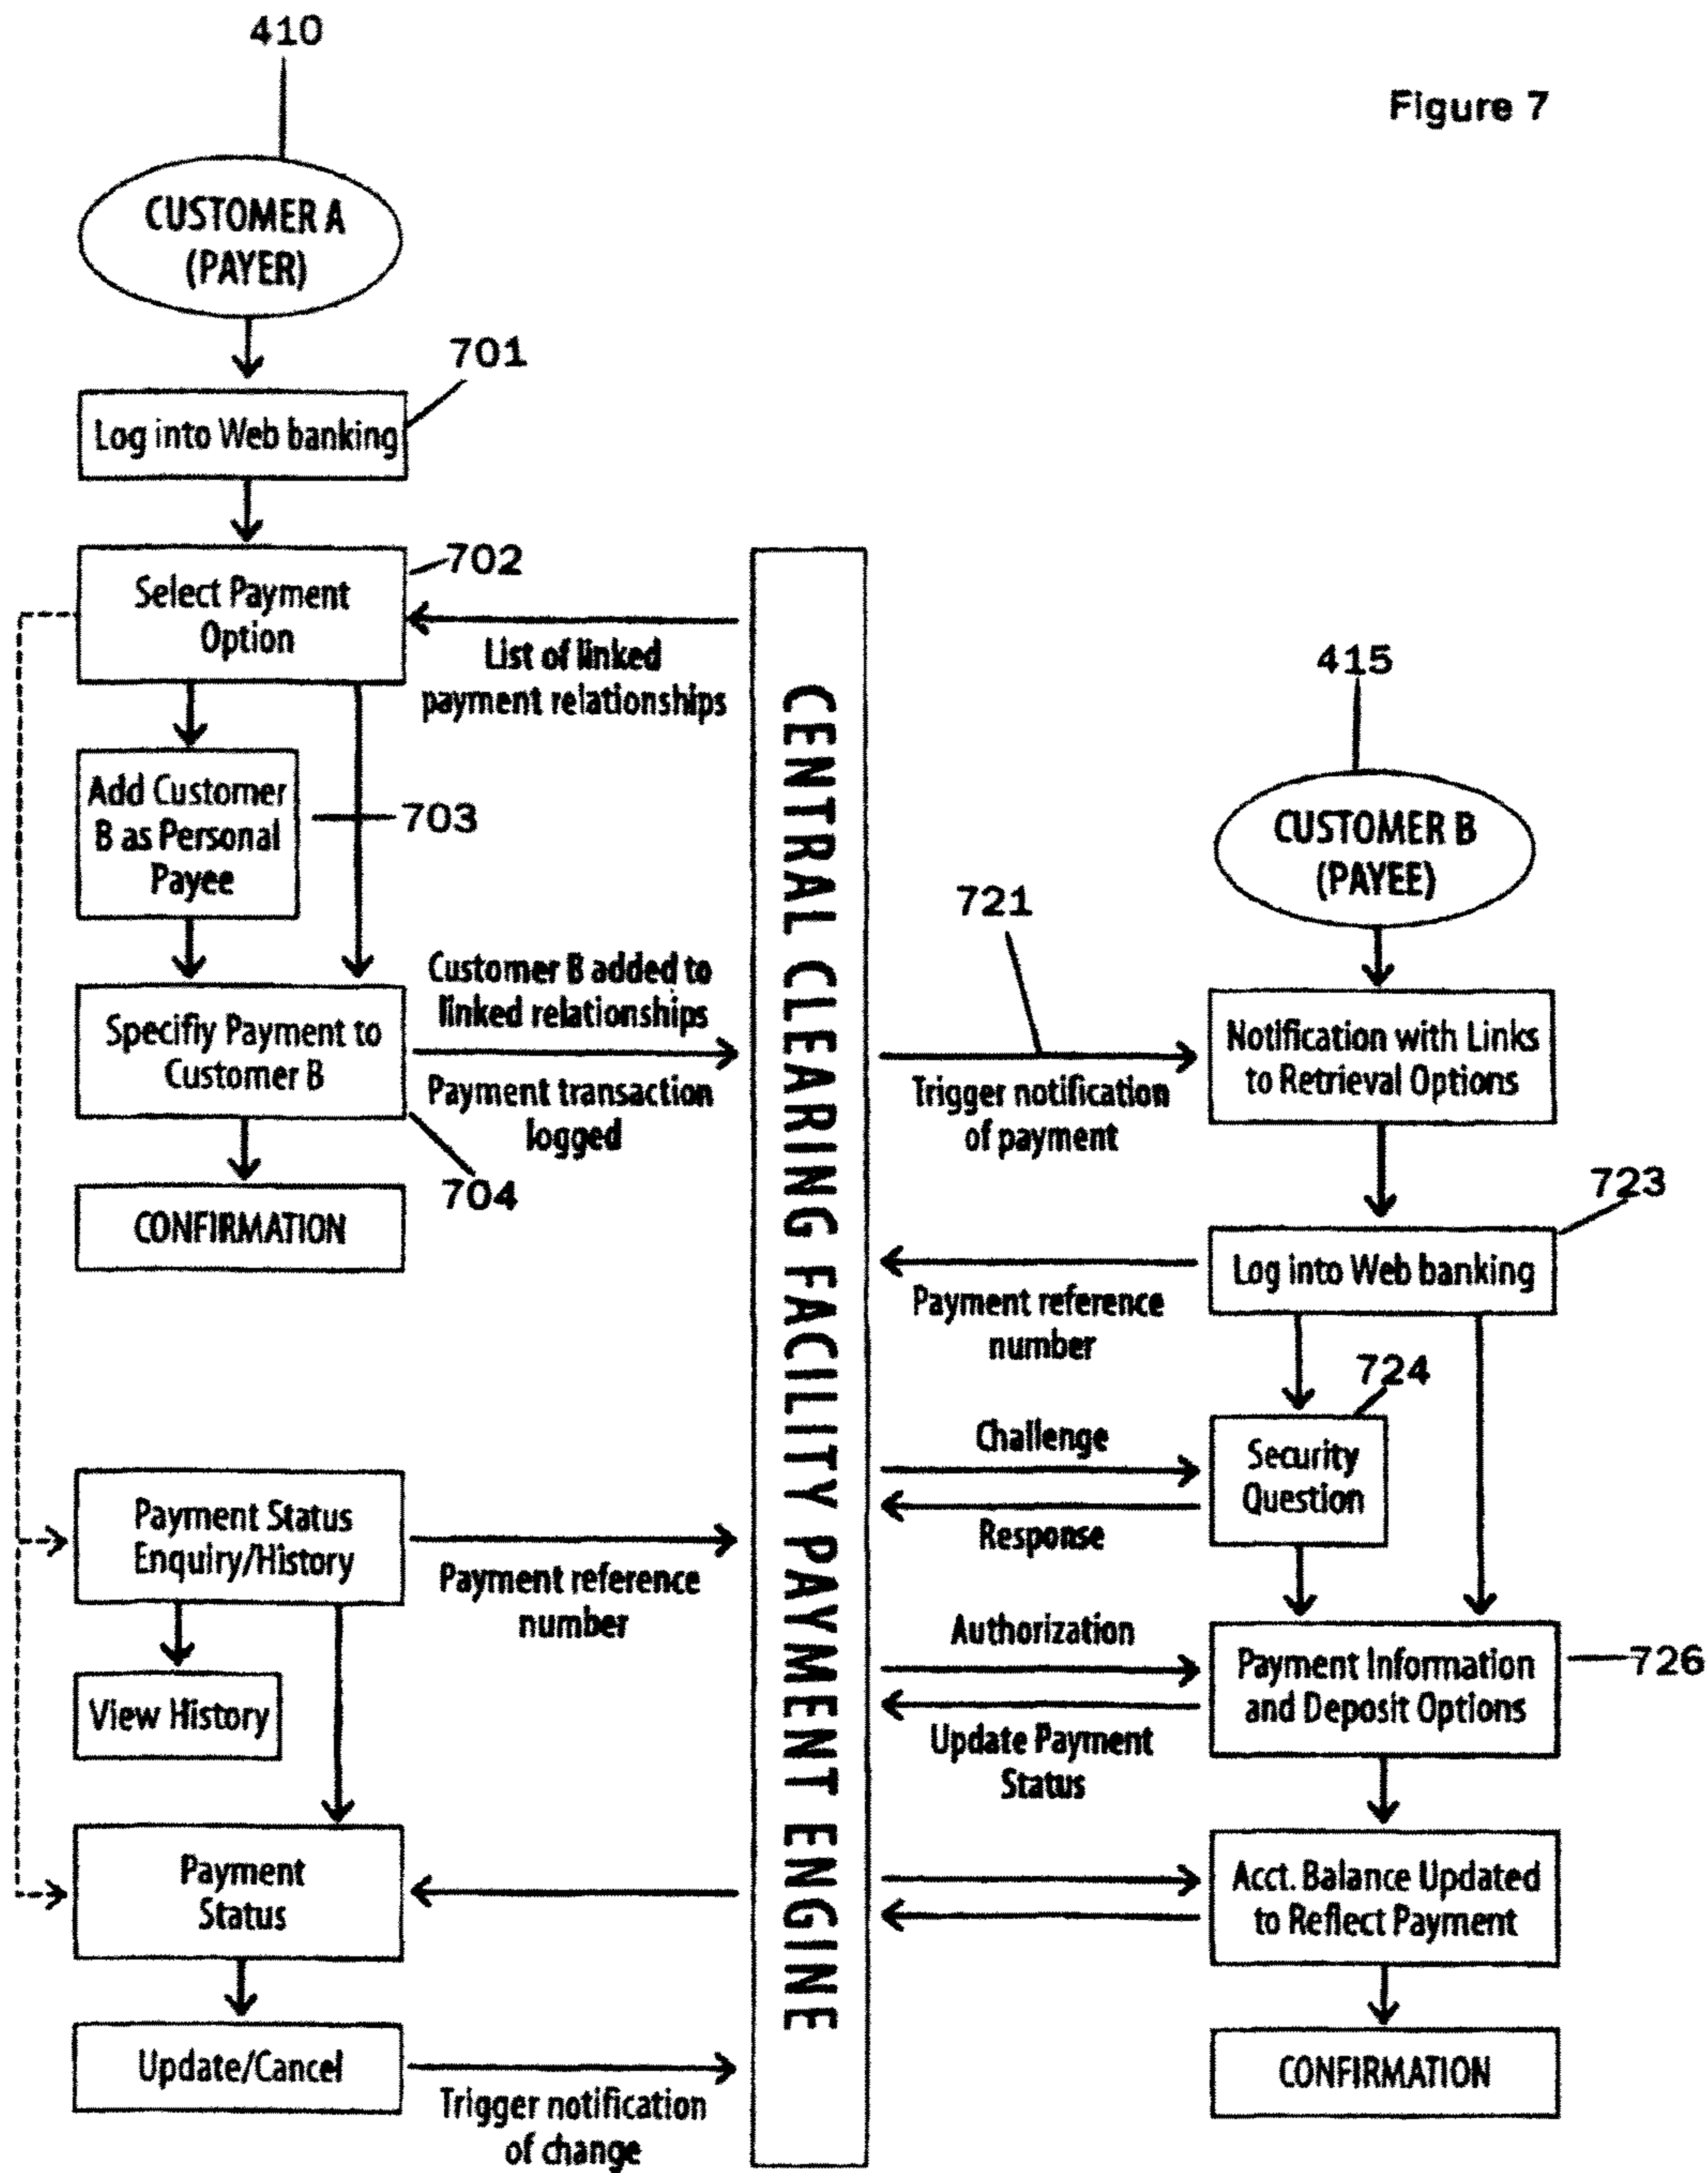 410
Figure 7
CUSTOMER A
(PAYER)
701
Log into Web banking
702
Select Payment
Option
List of linked
payment relationships
Add Customer
B as Personal
Payee
703
Specifiy Payment to
Customer B
Customer B added to
linked relationships
Payment transaction
logged
704
CONFIRMATION
Payment Status
Enquiry/History
Payment reference
number
View History
Payment
Status
Update/Cancel
Trigger notification
of change
CENTRAL CLEARING FACILITY PAYMENT ENGINE
415
CUSTOMER B
(PAYEE)
721
Trigger notification
of payment
Notification with Links
to Retrieval Options
723
Log into Web banking
Payment reference
number
724
Challenge
Response
Security
Question
Authorization
Update Payment
Status
Payment Information
and Deposit Options
726
Acct. Balance Updated
to Reflect Payment
CONFIRMATION